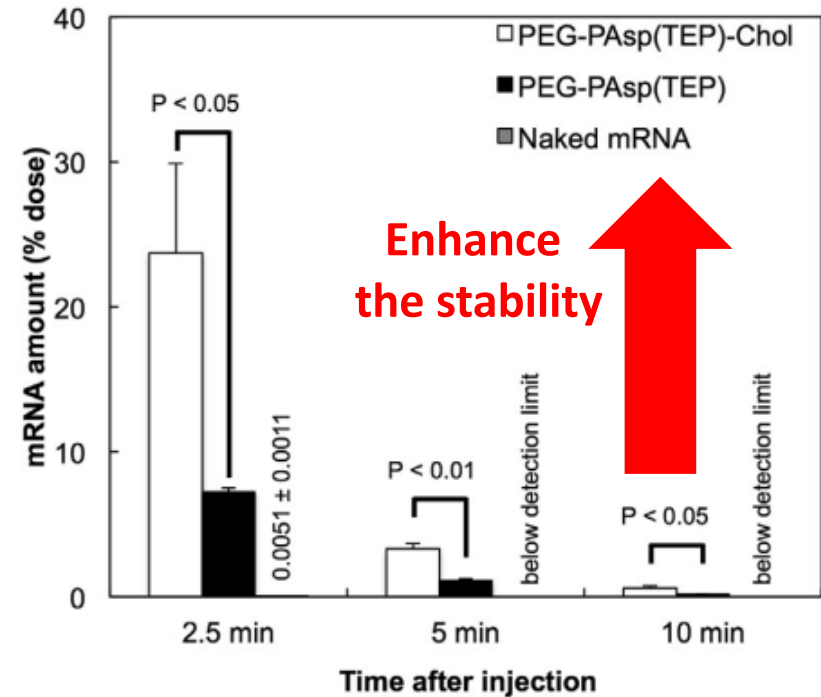 40
30
20
10
0
mRNA amount (% dose)
PEG-PAsp(TEP)-Chol
PEG-PAsp(TEP)
Naked mRNA
P < 0.05
Enhance
the stability
0.0051 ± 0.0011
P < 0.01
below detection limit
P < 0.05
below detection limit
2.5 min
5 min
10 min
Time after injection